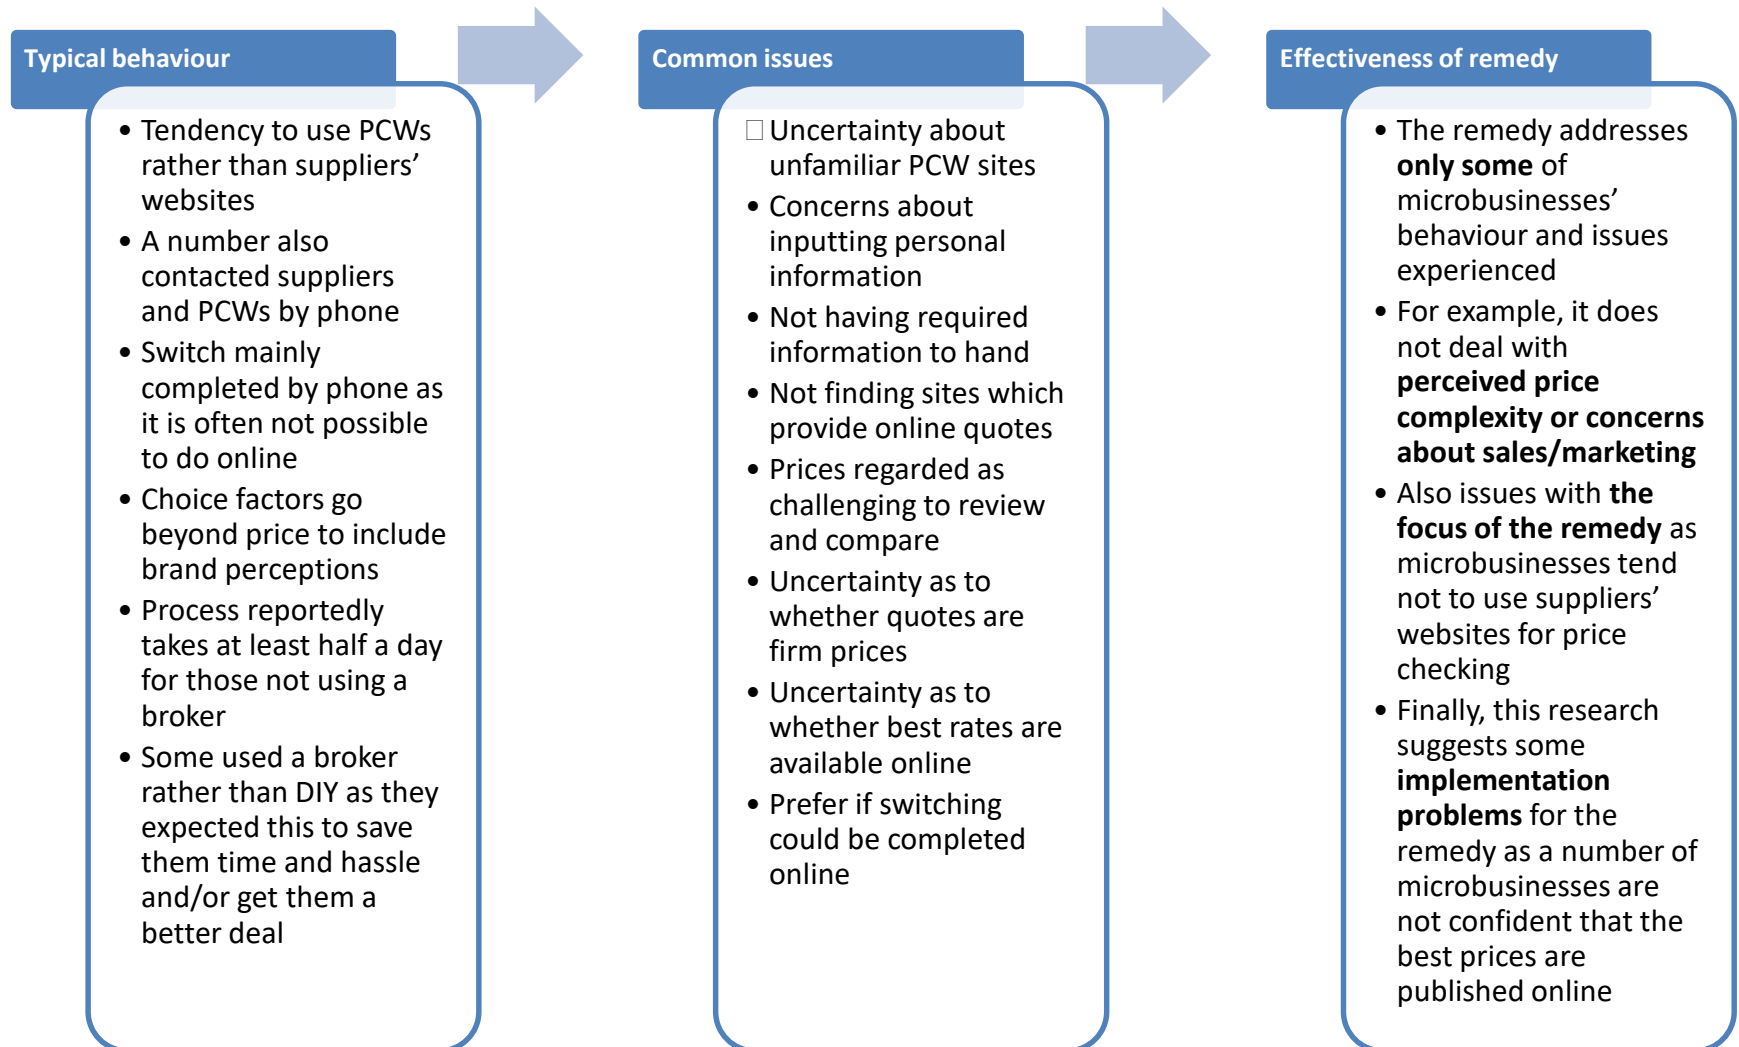 Typical behaviour
• Tendency to use PCWs
rather than suppliers’
websites
• A number also
contacted suppliers
and PCWs by phone
• Switch mainly
completed by phone as
it is often not possible
to do online
• Choice factors go
beyond price to include
brand perceptions
• Process reportedly
takes at least half a day
for those not using a
broker
• Some used a broker
rather than DIY as they
expected this to save
them time and hassle
and/or get them a
better deal
Common issues
□ Uncertainty about
unfamiliar PCW sites
• Concerns about
inputting personal
information
• Not having required
information to hand
• Not finding sites which
provide online quotes
• Prices regarded as
challenging to review
and compare
• Uncertainty as to
whether quotes are
firm prices
• Uncertainty as to
whether best rates are
available online
• Prefer if switching
could be completed
online
Effectiveness of remedy
• The remedy addresses
only some of
microbusinesses’
behaviour and issues
experienced
• For example, it does
not deal with
perceived price
complexity or concerns
about sales/marketing
• Also issues with the
focus of the remedy as
microbusinesses tend
not to use suppliers’
websites for price
checking
• Finally, this research
suggests some
implementation
problems for the
remedy as a number of
microbusinesses are
not confident that the
best prices are
published online